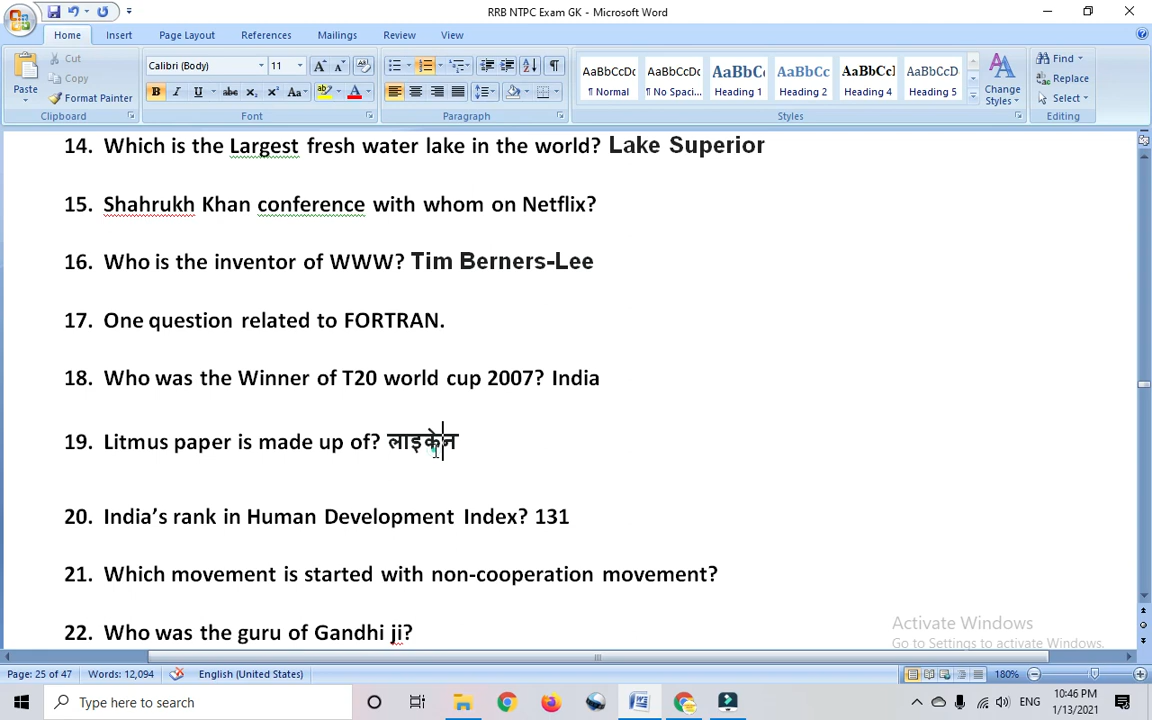 RRB NTPC Exam GK - Microsoft Word
Home Insert Page Layout References Mailings Review View
Paste
Cut
Copy
Format Painter
Clipboard
Calibri (Body) 11
Font
Paragraph
AaBbCcDc AaBbCcDc AaBbC AaBbCc AaBbCcI AaBbCcD
¶ Normal ¶ No Spaci... Heading 1 Heading 2 Heading 4 Heading 5
Change Styles
Styles
Find
Replace
Select
Editing
14. Which is the Largest fresh water lake in the world? Lake Superior
15. Shahrukh Khan conference with whom on Netflix?
16. Who is the inventor of WWW? Tim Berners-Lee
17. One question related to FORTRAN.
18. Who was the Winner of T20 world cup 2007? India
19. Litmus paper is made up of? लाइकेन
20. India’s rank in Human Development Index? 131
21. Which movement is started with non-cooperation movement?
22. Who was the guru of Gandhi ji?
Activate Windows
Go to Settings to activate Windows.
Page: 25 of 47 Words: 12,094 English (United States) 180%
Type here to search
ENG
10:46 PM
1/13/2021